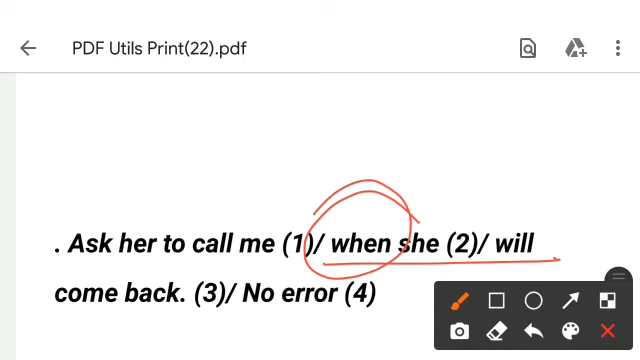 PDF Utils Print(22).pdf
. Ask her to call me (1)/ when she (2)/ will
come back. (3)/ No error (4)